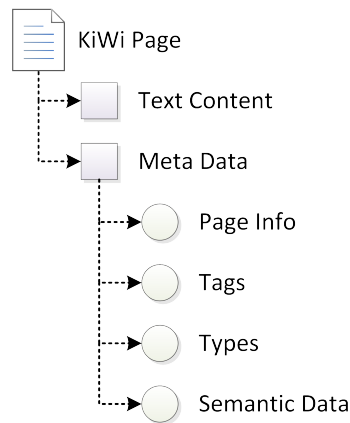 KiWi Page
Text Content
Meta Data
Page Info
Tags
Types
Semantic Data